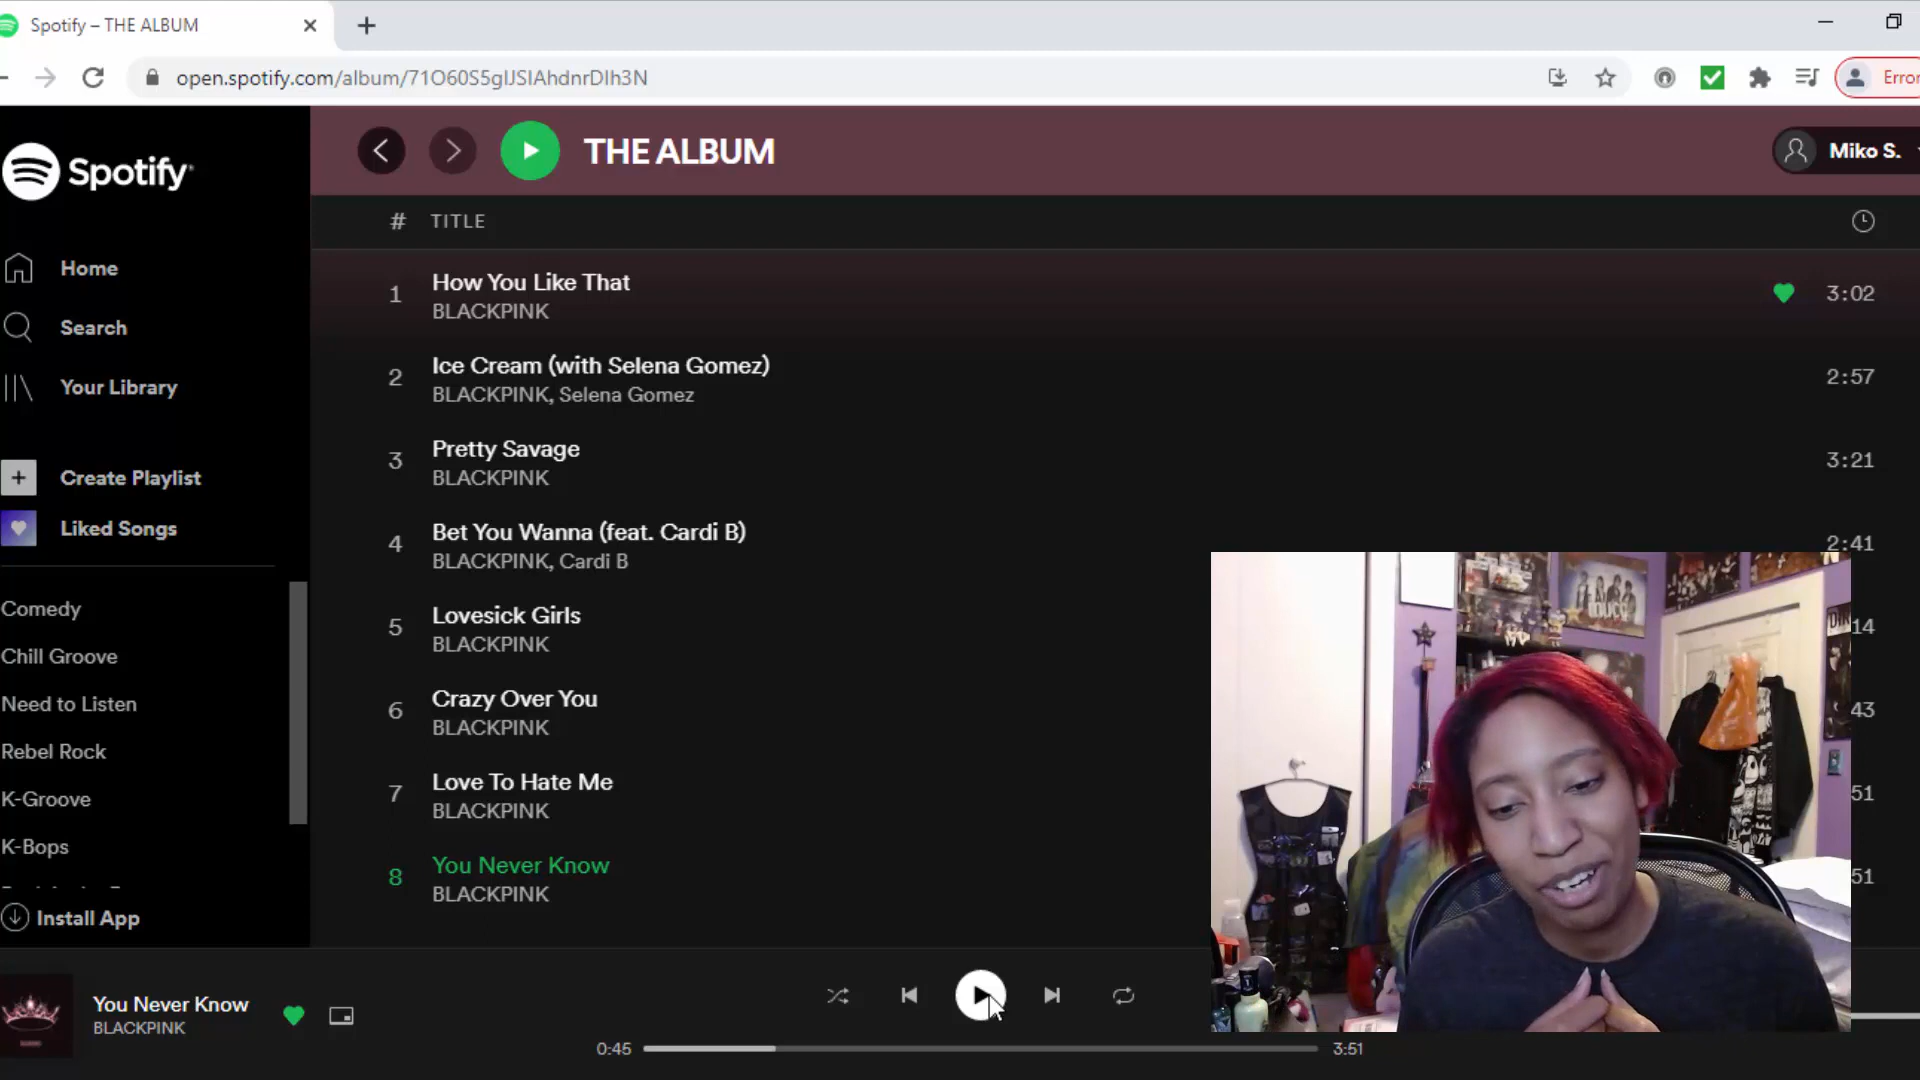 Spotify – THE ALBUM
open.spotify.com/album/71O60S5gIJSIAhdnrDIh3N
Error
Spotify
THE ALBUM
Miko S.
Home
Search
Your Library
Create Playlist
Liked Songs
Comedy
Chill Groove
Need to Listen
Rebel Rock
K-Groove
K-Bops
Install App
# TITLE
1 How You Like That 3:02
BLACKPINK
2 Ice Cream (with Selena Gomez) 2:57
BLACKPINK, Selena Gomez
3 Pretty Savage 3:21
BLACKPINK
4 Bet You Wanna (feat. Cardi B) 2:41
BLACKPINK, Cardi B
5 Lovesick Girls 14
BLACKPINK
6 Crazy Over You 43
BLACKPINK
7 Love To Hate Me 51
BLACKPINK
8 You Never Know 51
BLACKPINK
You Never Know
BLACKPINK
0:45
3:51